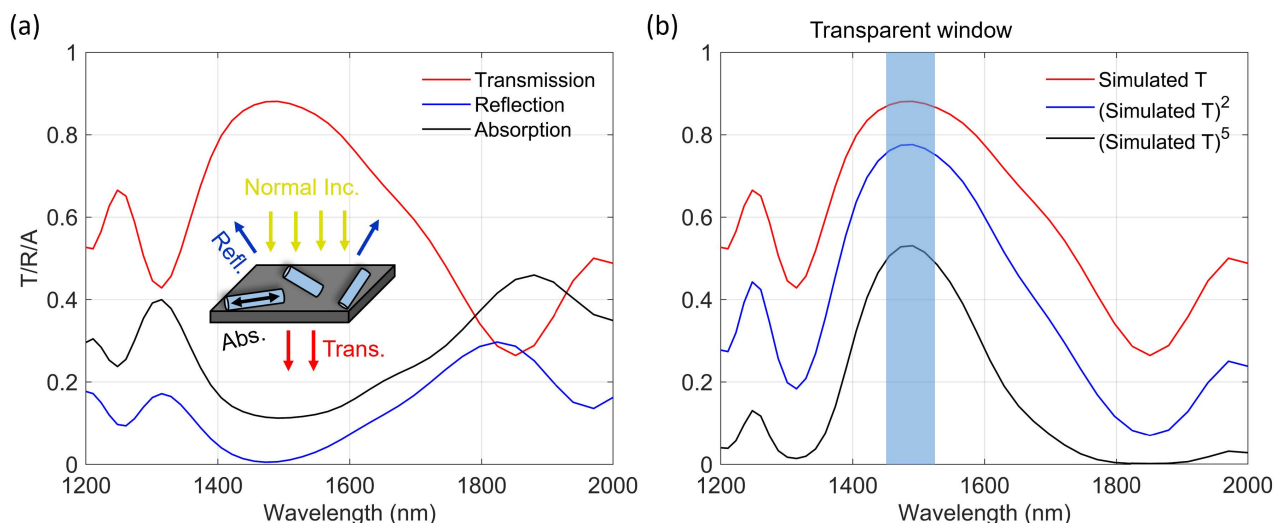 (a)
T/R/A
1
0.8
0.6
0.4
0.2
0
Transmission
Reflection
Absorption
Normal Inc.
Refl.
Abs.
Trans.
1200 1400 1600 1800 2000
Wavelength (nm)
(b)
Transparent window
1
0.8
0.6
0.4
0.2
0
Simulated T
(Simulated T)²
(Simulated T)⁵
1200 1400 1600 1800 2000
Wavelength (nm)